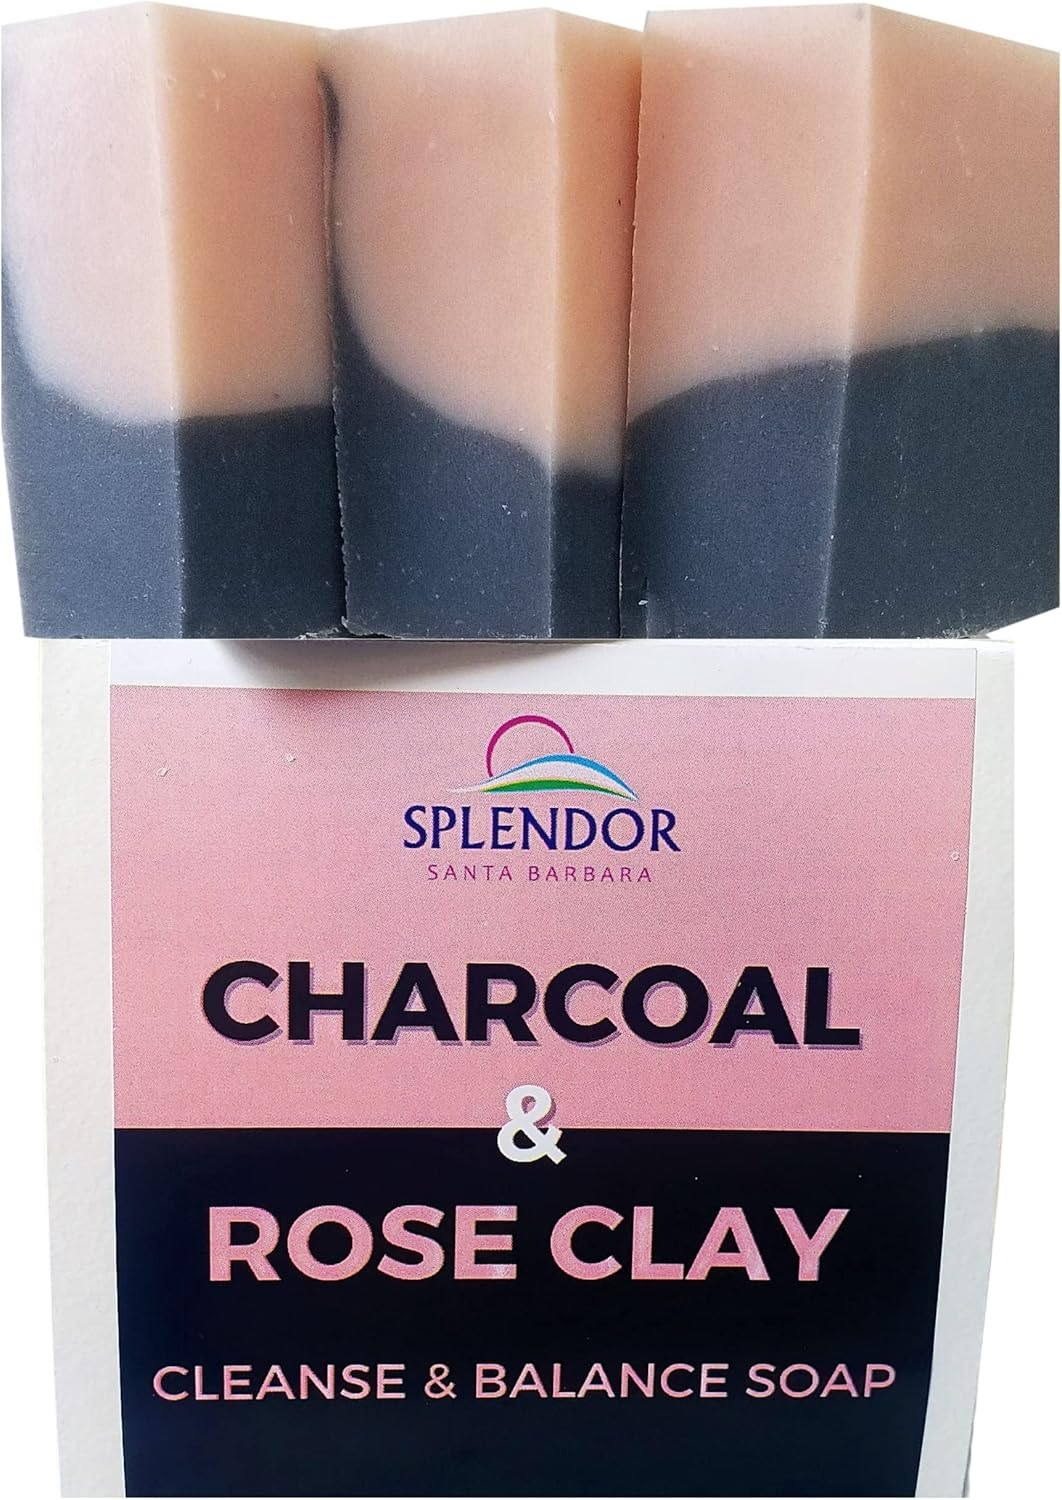 SPLENDOR
SANTA BARBARA
CHARCOAL
&
ROSE CLAY
CLEANSE & BALANCE SOAP